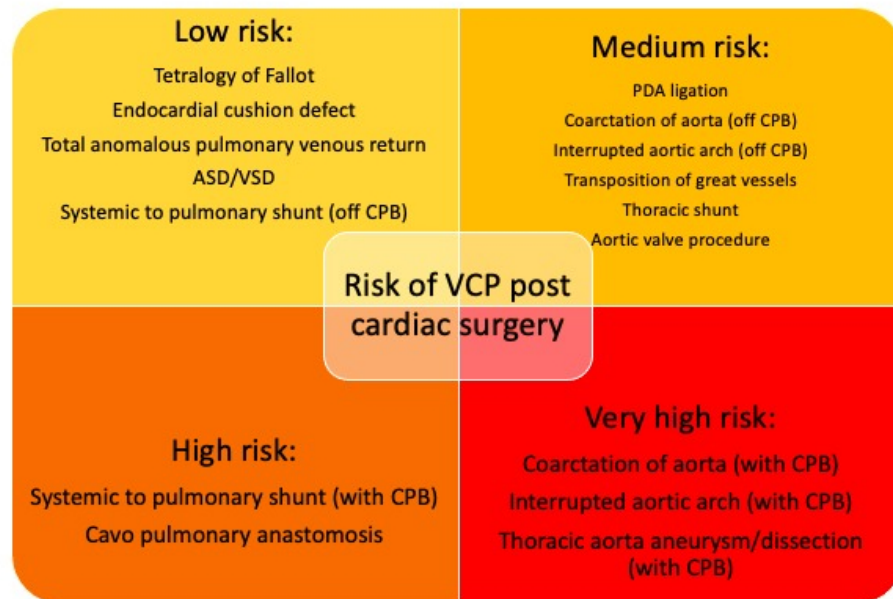 Low risk:
Tetralogy of Fallot
Endocardial cushion defect
Total anomalous pulmonary venous return
ASD/VSD
Systemic to pulmonary shunt (off CPB)
Medium risk:
PDA ligation
Coarctation of aorta (off CPB)
Interrupted aortic arch (off CPB)
Transposition of great vessels
Thoracic shunt
Aortic valve procedure
Risk of VCP post
cardiac surgery
High risk:
Systemic to pulmonary shunt (with CPB)
Cavo pulmonary anastomosis
Very high risk:
Coarctation of aorta (with CPB)
Interrupted aortic arch (with CPB)
Thoracic aorta aneurysm/dissection
(with CPB)